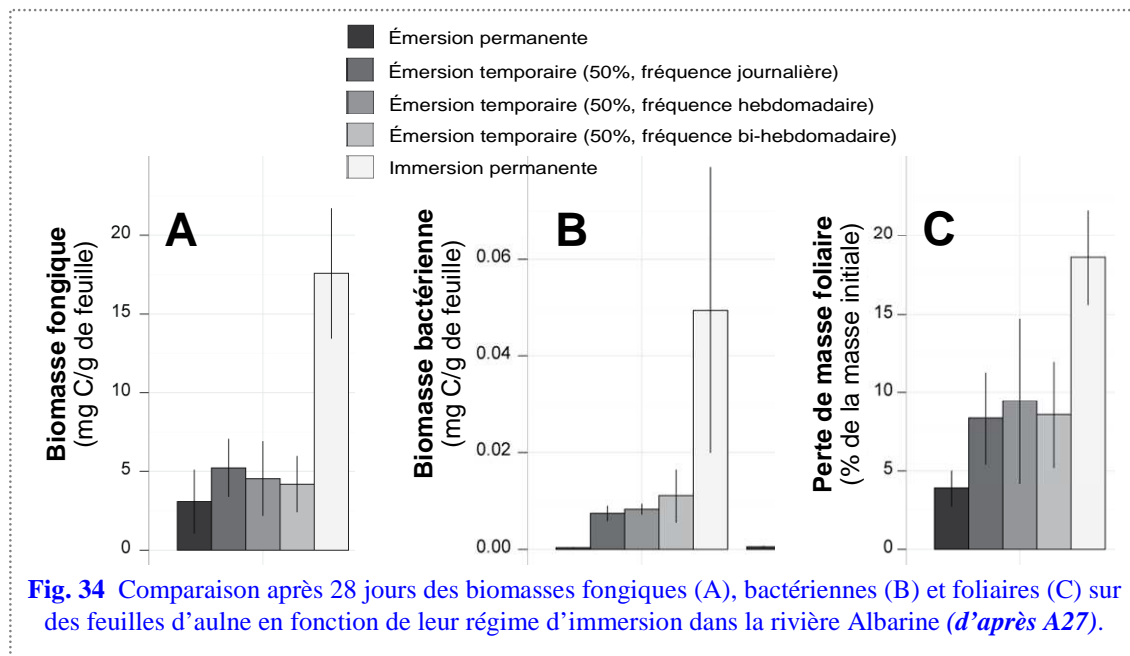 Émersion permanente
Émersion temporaire (50%, fréquence journalière)
Émersion temporaire (50%, fréquence hebdomadaire)
Émersion temporaire (50%, fréquence bi-hebdomadaire)
Immersion permanente
A
Biomasse fongique
(mg C/g de feuille)
20
15
10
5
0
B
Biomasse bactérienne
(mg C/g de feuille)
0.06
0.04
0.02
0.00
C
Perte de masse foliaire
(% de la masse initiale)
20
15
10
5
0
Fig. 34 Comparaison après 28 jours des biomasses fongiques (A), bactériennes (B) et foliaires (C) sur
des feuilles d’aulne en fonction de leur régime d’immersion dans la rivière Albarine (d’après A27).